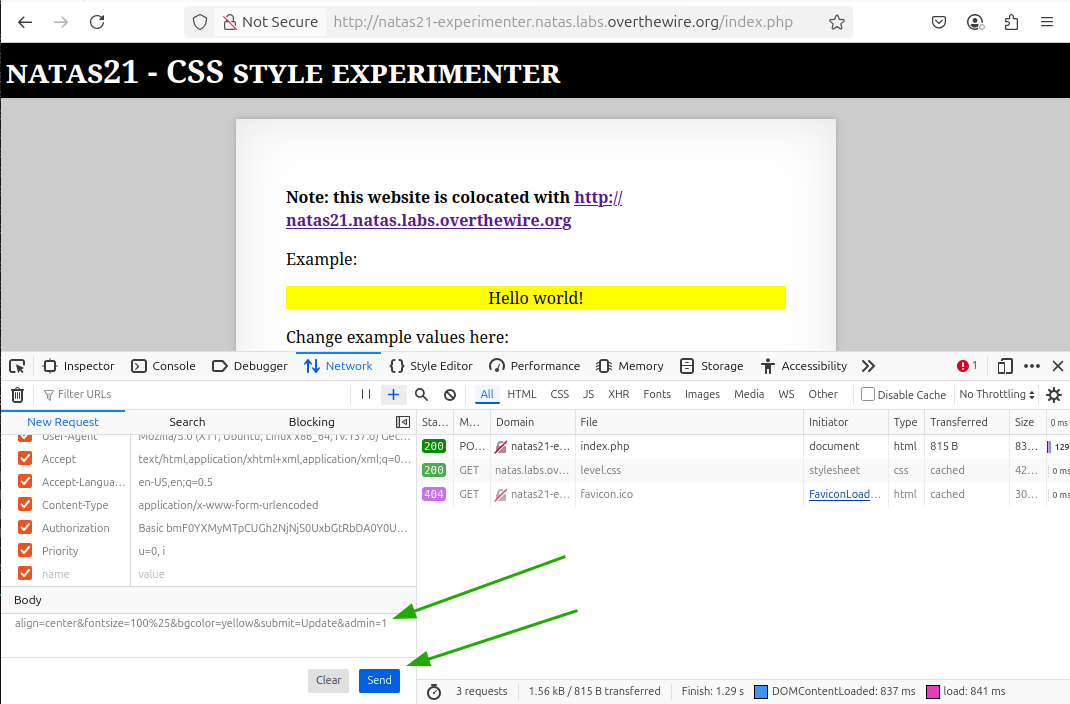 Not Secure http://natas21-experimenter.natas.labs.overthewire.org/index.php
NATAS21 - CSS STYLE EXPERIMENTER
Note: this website is colocated with http://
natas21.natas.labs.overthewire.org
Example:
Hello world!
Change example values here:
Inspector Console Debugger Network Style Editor Performance Memory Storage Accessibility 1
Filter URLs All HTML CSS JS XHR Fonts Images Media WS Other Disable Cache No Throttling
New Request Search Blocking
Sta... M... Domain File Initiator Type Transferred Size 0 ms
User-Agent Mozilla/5.0 (X11; Ubuntu; Linux x86_64; rv:137.0) Gec...
Accept text/html,application/xhtml+xml,application/xml;q=0...
Accept-Langua... en-US,en;q=0.5
Content-Type application/x-www-form-urlencoded
Authorization
Basic
Priority u=0, i
name value
200 PO... natas21-e... index.php document html 815 B 83... 129
200 GET natas.labs.ov... level.css stylesheet css cached 42... 0 ms
404 GET natas21-e... favicon.ico FaviconLoad... html cached 30... 0 ms
Body
align=center&fontsize=100%25&bgcolor=yellow&submit=Update&admin=1
Clear Send
3 requests 1.56 kB / 815 B transferred Finish: 1.29 s DOMContentLoaded: 837 ms load: 841 ms